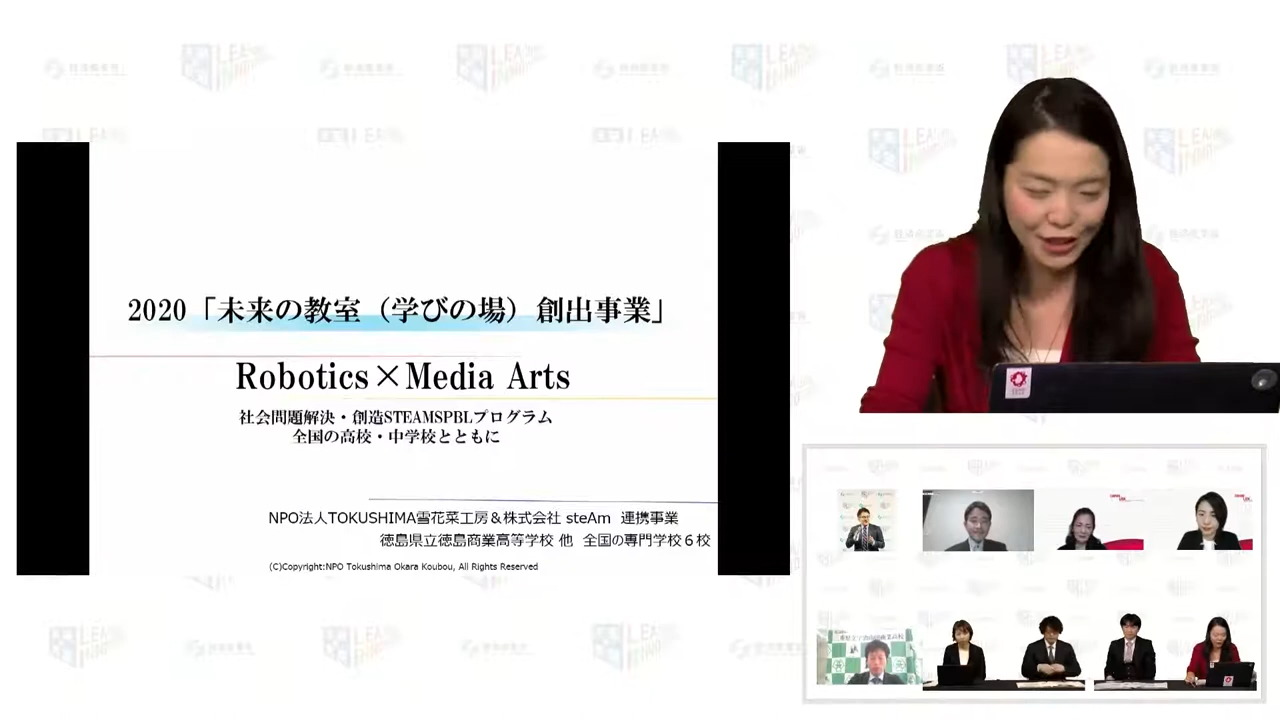 2020「未来の教室（学びの場）創出事業」
Robotics×Media Arts
社会問題解決・創造STEAMSPBLプログラム
全国の高校・中学校とともに
NPO法人TOKUSHIMA雪花菜工房＆株式会社 steAm 連携事業
徳島県立徳島商業高等学校 他 全国の専門学校６校
(C)Copyright:NPO Tokushima Okara Koubou, All Rights Reserved